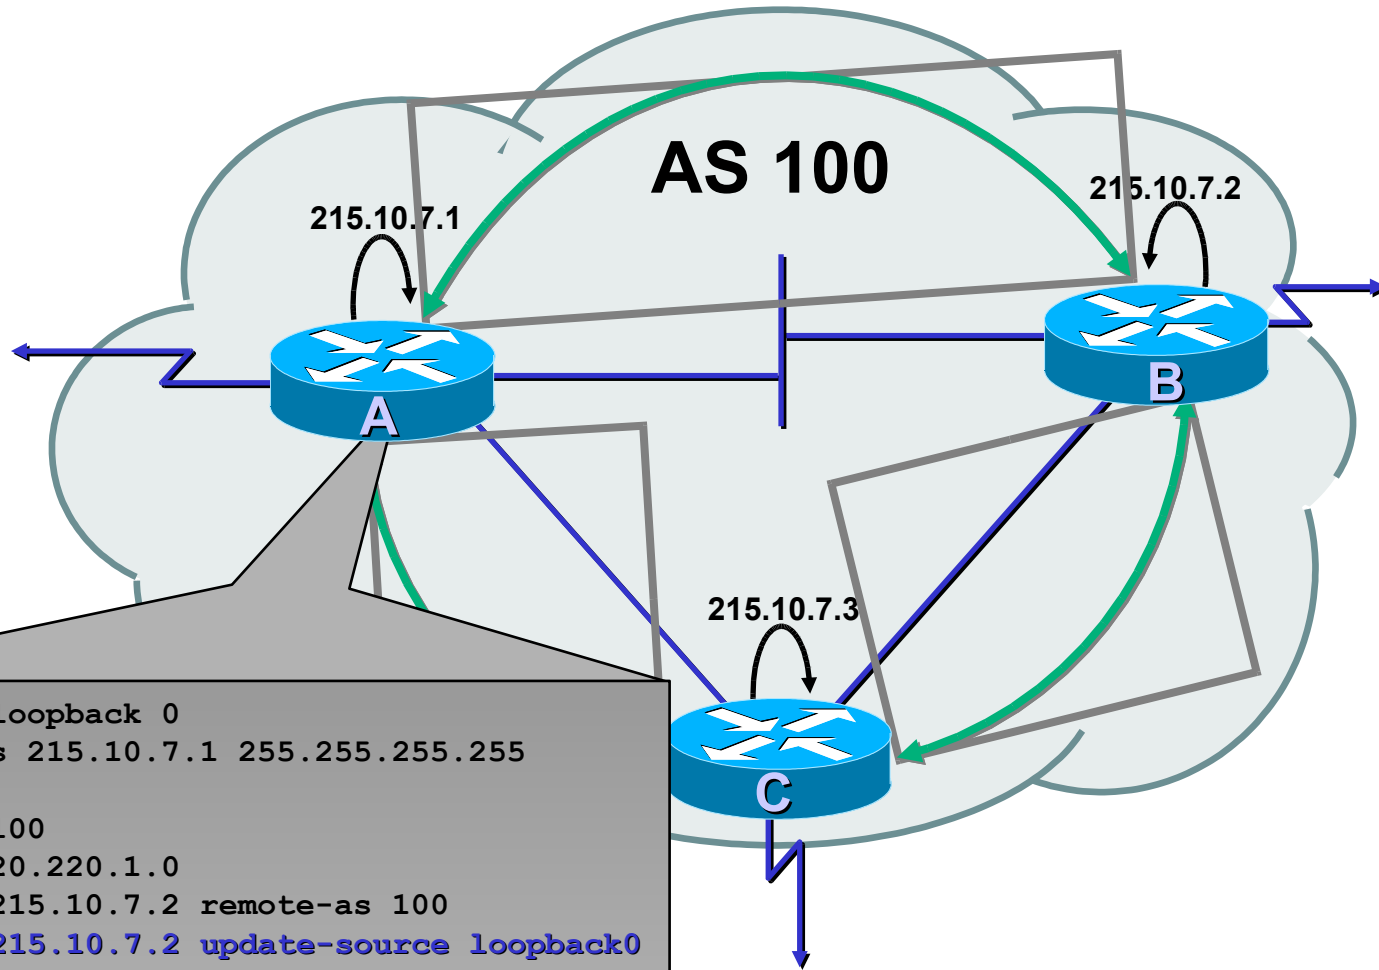 AS 100
215.10.7.1
215.10.7.2
A
B
215.10.7.3
C
loopback 0
s 215.10.7.1 255.255.255.255
100
20.220.1.0
215.10.7.2 remote-as 100
215.10.7.2 update-source loopback0